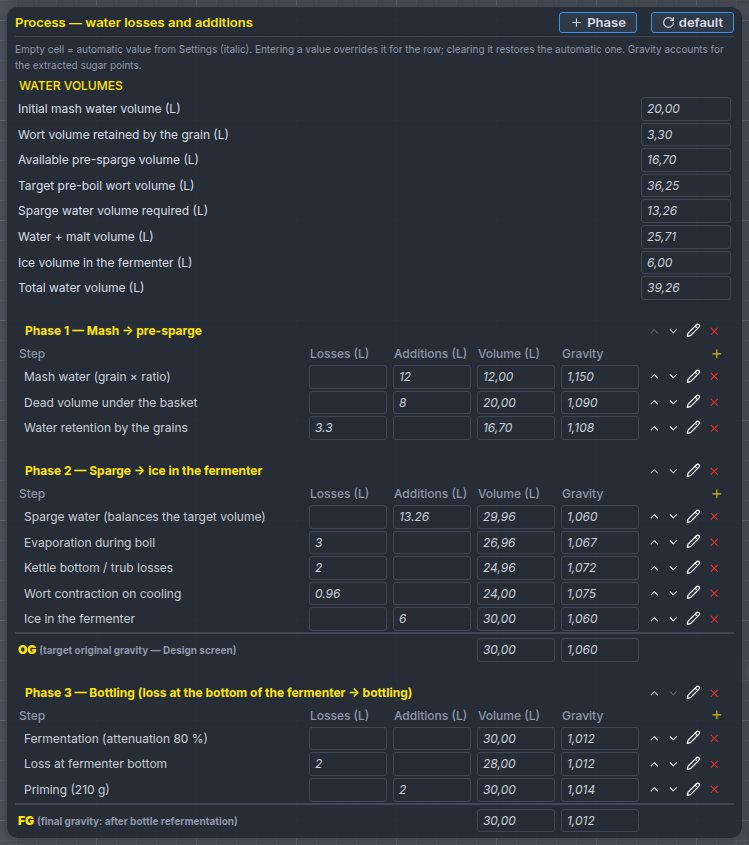 Process — water losses and additions
+ Phase
default
Empty cell = automatic value from Settings (italic). Entering a value overrides it for the row; clearing it restores the automatic one. Gravity accounts for
the extracted sugar points.
WATER VOLUMES
Initial mash water volume (L) 20,00
Wort volume retained by the grain (L) 3,30
Available pre-sparge volume (L) 16,70
Target pre-boil wort volume (L) 36,25
Sparge water volume required (L) 13,26
Water + malt volume (L) 25,71
Ice volume in the fermenter (L) 6,00
Total water volume (L) 39,26
Phase 1 — Mash → pre-sparge
Step Losses (L) Additions (L) Volume (L) Gravity
Mash water (grain × ratio) 12 12,00 1,150
Dead volume under the basket 8 20,00 1,090
Water retention by the grains 3.3 16,70 1,108
Phase 2 — Sparge → ice in the fermenter
Step Losses (L) Additions (L) Volume (L) Gravity
Sparge water (balances the target volume) 13.26 29,96 1,060
Evaporation during boil 3 26,96 1,067
Kettle bottom / trub losses 2 24,96 1,072
Wort contraction on cooling 0.96 24,00 1,075
Ice in the fermenter 6 30,00 1,060
OG (target original gravity — Design screen) 30,00 1,060
Phase 3 — Bottling (loss at the bottom of the fermenter → bottling)
Step Losses (L) Additions (L) Volume (L) Gravity
Fermentation (attenuation 80 %) 30,00 1,012
Loss at fermenter bottom 2 28,00 1,012
Priming (210 g) 2 30,00 1,014
FG (final gravity: after bottle refermentation) 30,00 1,012